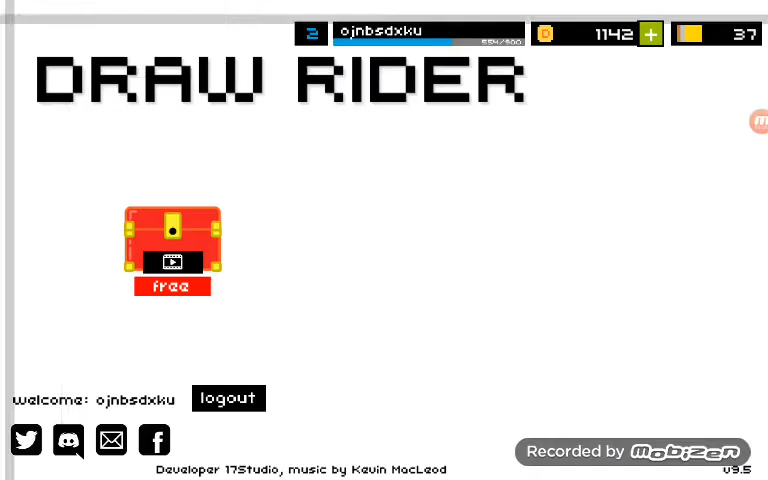 2 ojnbsdxku 554/900 1142 + 37
DRAW RIDER
free
welcome: ojnbsdxku logout
Recorded by mobizen
Developer 17Studio, music by Kevin MacLeod v9.5